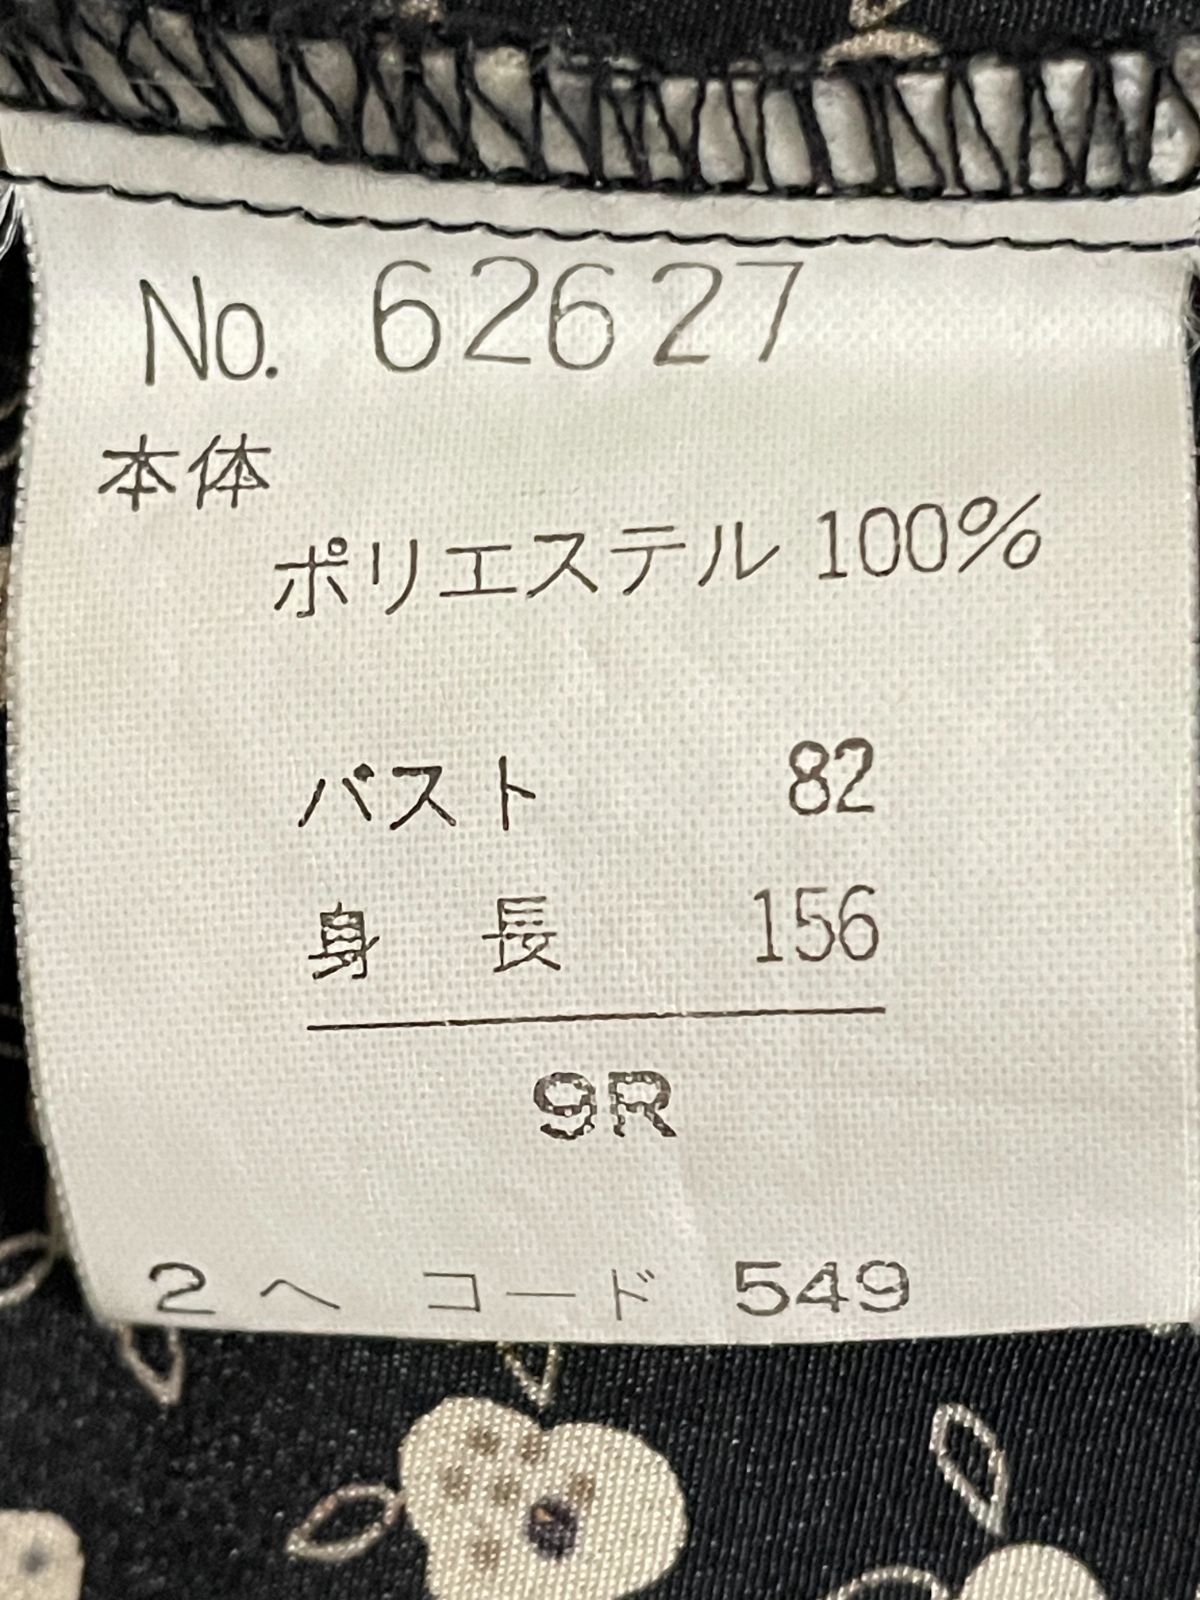 No. 62627
本体
ポリエステル 100%
バスト 82
身長 156
9R
2へ コード 549